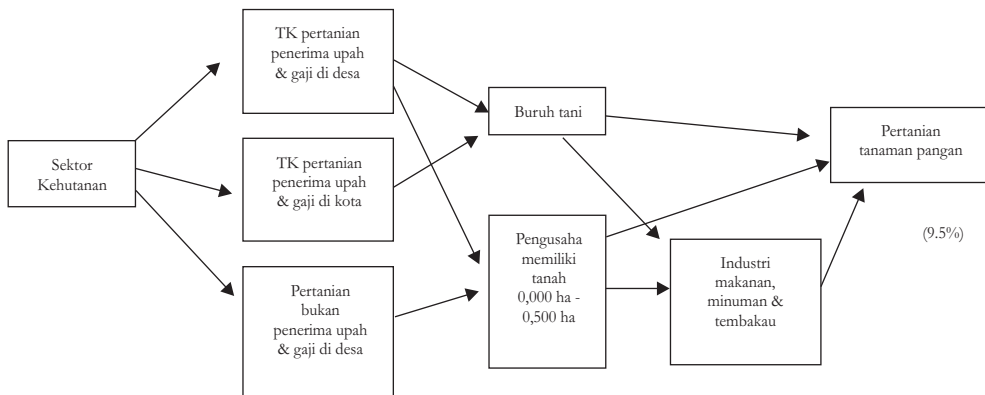 Sektor
Kehutanan
TK pertanian
penerima upah
& gaji di desa
TK pertanian
penerima upah
& gaji di kota
Pertanian
bukan
penerima upah
& gaji di desa
Buruh tani
Pengusaha
memiliki
tanah
0,000 ha -
0,500 ha
Industri
makanan,
minuman &
tembakau
Pertanian
tanaman pangan
(9.5%)